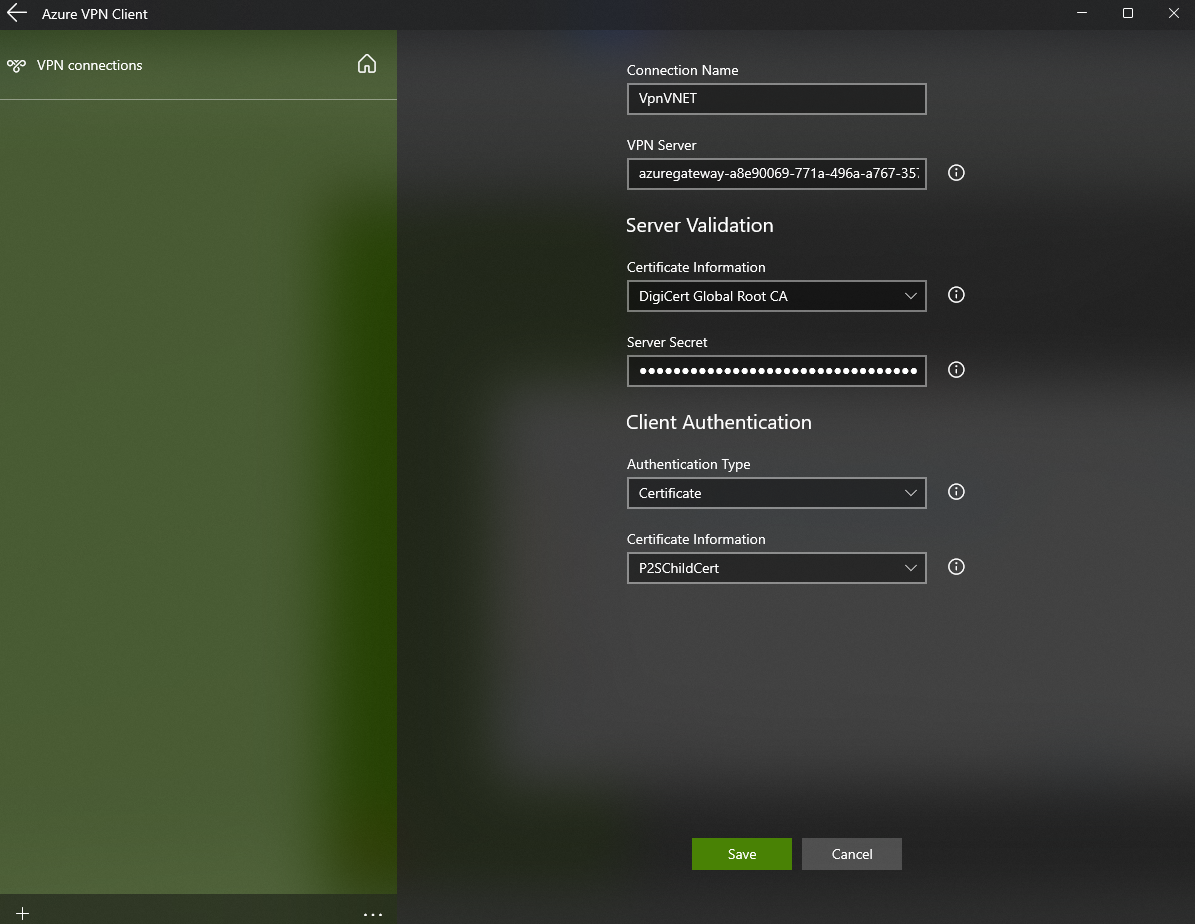 Azure VPN Client
VPN connections
Connection Name
VpnVNET
VPN Server
azuregateway-a8e90069-771a-496a-a767-357
Server Validation
Certificate Information
DigiCert Global Root CA
Server Secret
••••••••••••••••••••••••••••••••••
Client Authentication
Authentication Type
Certificate
Certificate Information
P2SChildCert
Save
Cancel